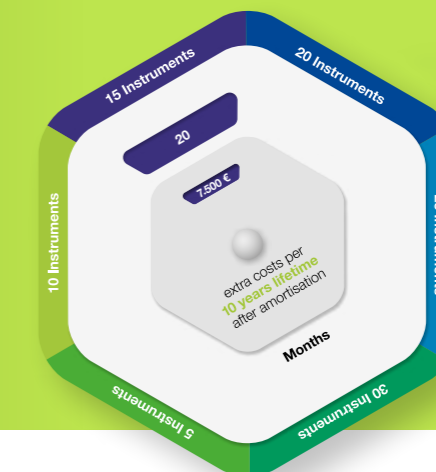 15 Instruments
20 Instruments
20
7.500 €
10 Instruments
extra costs per
10 years lifetime
after amortisation
Months
5 Instruments
30 Instruments